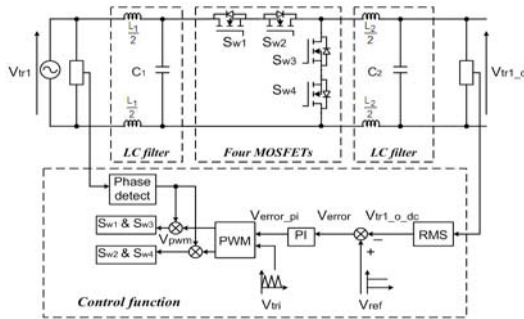 L1
2
Sw1
Sw2
L2
2
Vtr1
C1
Sw3
Sw4
C2
Vtr1_o
L1
2
L2
2
LC filter
Four MOSFETs
LC filter
Phase detect
Sw1 & Sw3
Vpwm
Sw2 & Sw4
PWM
Verror_pi
PI
Verror
Vtr1_o_dc
RMS
−
+
Vtri
Vref
Control function